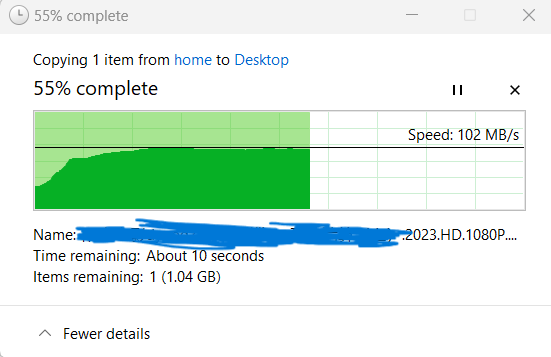 55% complete
Copying 1 item from home to Desktop
55% complete
Speed: 102 MB/s
Name: .2023.HD.1080P....
Time remaining: About 10 seconds
Items remaining: 1 (1.04 GB)
Fewer details